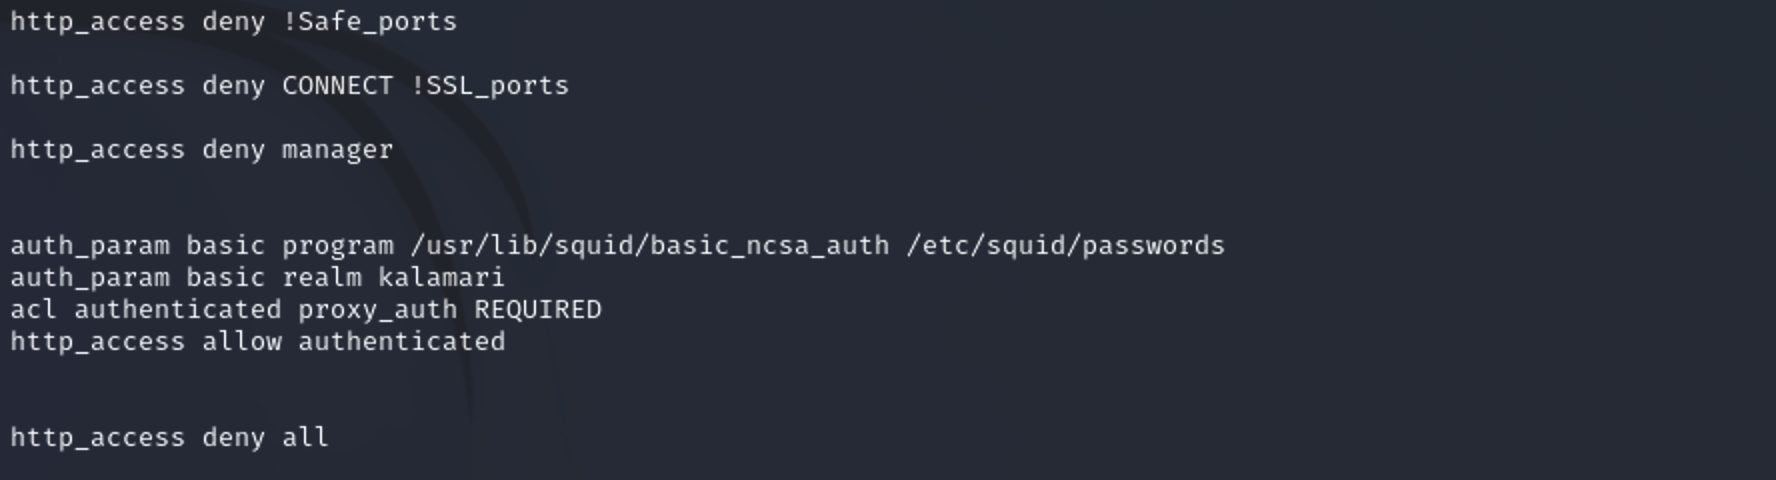 http_access deny !Safe_ports
http_access deny CONNECT !SSL_ports
http_access deny manager
auth_param basic program /usr/lib/squid/basic_ncsa_auth /etc/squid/passwords
auth_param basic realm kalamari
acl authenticated proxy_auth REQUIRED
http_access allow authenticated
http_access deny all